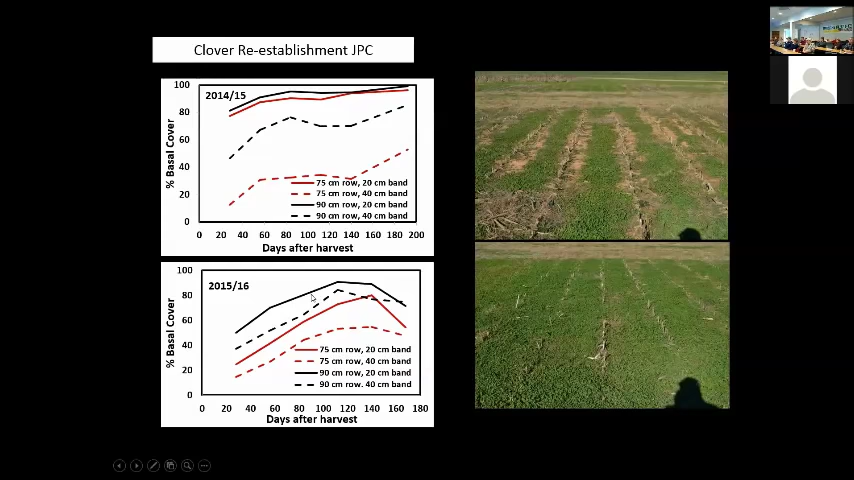 Clover Re-establishment JPC
100
2014/15
80
60
40
20
0
% Basal Cover
75 cm row, 20 cm band
75 cm row, 40 cm band
90 cm row, 20 cm band
90 cm row, 40 cm band
0 20 40 60 80 100 120 140 160 180 200
Days after harvest
100
2015/16
80
60
40
20
0
% Basal Cover
75 cm row, 20 cm band
75 cm row, 40 cm band
90 cm row, 20 cm band
90 cm row. 40 cm band
0 20 40 60 80 100 120 140 160 180
Days after harvest